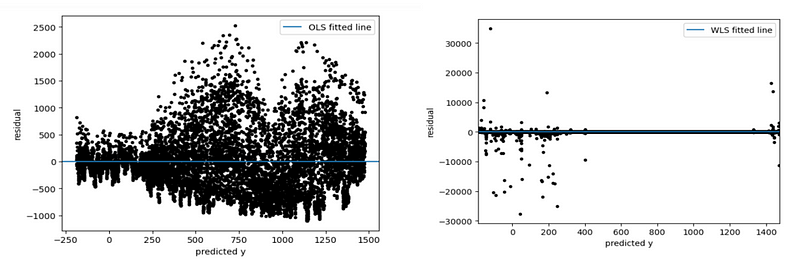 OLS fitted line
2500
2000
1500
1000
500
0
−500
−1000
residual
−250 0 250 500 750 1000 1250 1500
predicted y
WLS fitted line
30000
20000
10000
0
−10000
−20000
−30000
residual
0 200 400 600 800 1000 1200 1400
predicted y